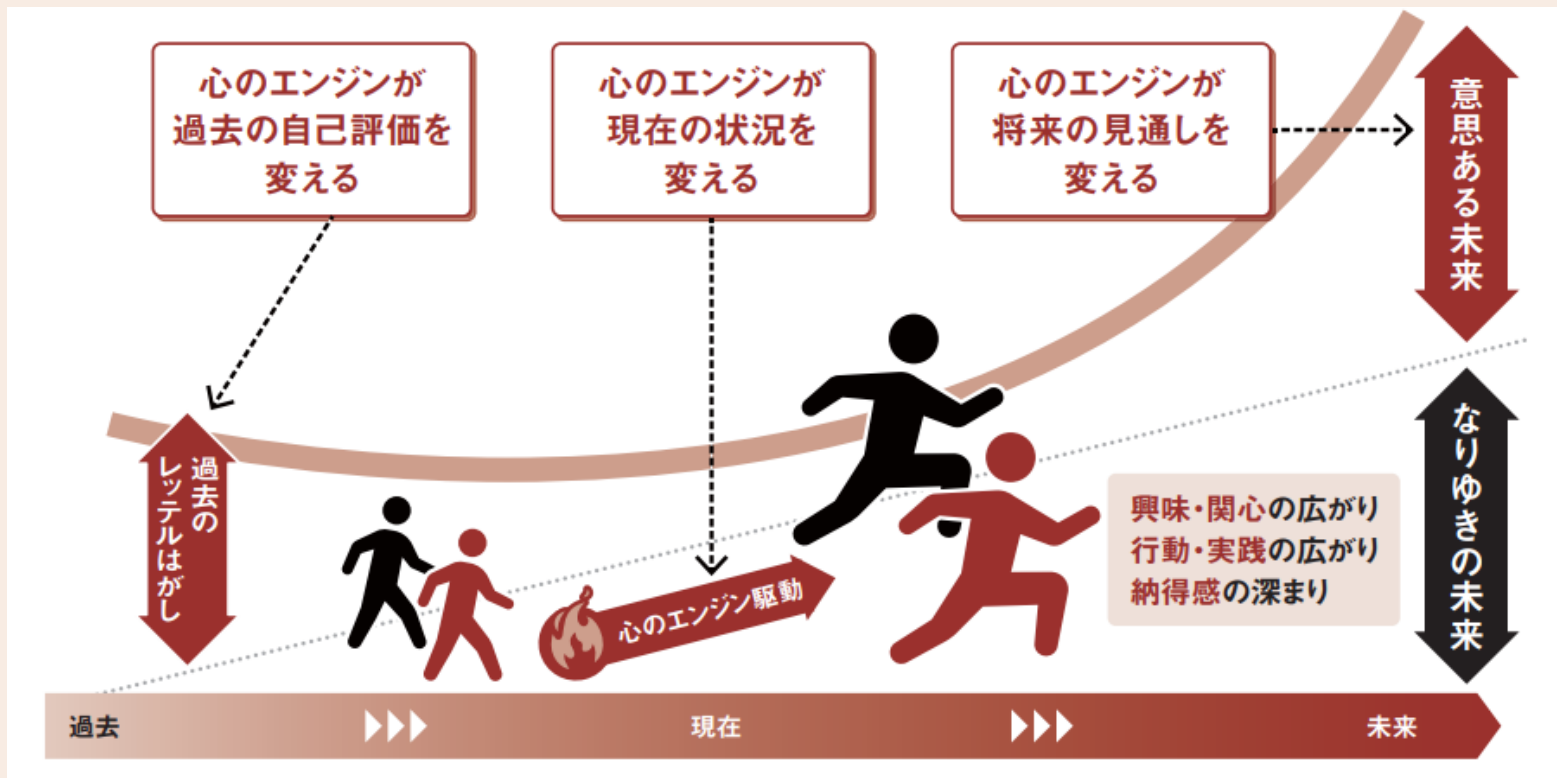 心のエンジンが
過去の自己評価を
変える
心のエンジンが
現在の状況を
変える
心のエンジンが
将来の見通しを
変える
意思ある未来
過去の
レッテルはがし
心のエンジン駆動
興味・関心の広がり
行動・実践の広がり
納得感の深まり
なりゆきの未来
過去
現在
未来